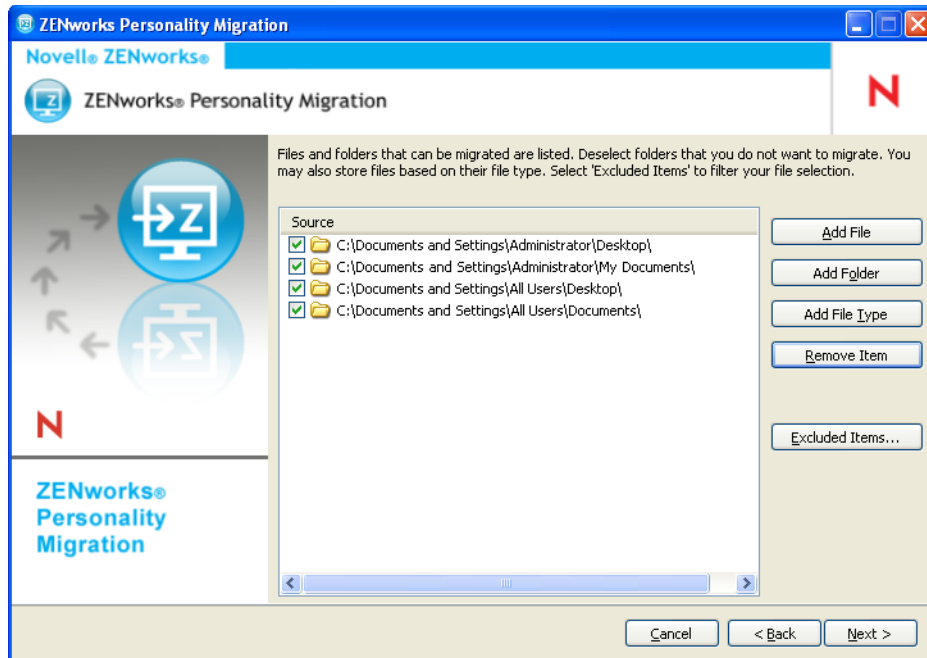 ZENworks Personality Migration
Novell® ZENworks®
ZENworks® Personality Migration
N
Files and folders that can be migrated are listed. Deselect folders that you do not want to migrate. You
may also store files based on their file type. Select 'Excluded Items' to filter your file selection.
Source
C:\Documents and Settings\Administrator\Desktop\
C:\Documents and Settings\Administrator\My Documents\
C:\Documents and Settings\All Users\Desktop\
C:\Documents and Settings\All Users\Documents\
Add File
Add Folder
Add File Type
Remove Item
Excluded Items...
Z
N
ZENworks®
Personality
Migration
Cancel
< Back
Next >